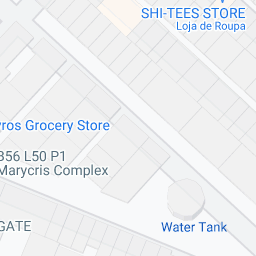 SHI-TEES STORE
Loja de Roupa
ros Grocery Store
356 L50 P1
Marycris Complex
Water Tank
GATE